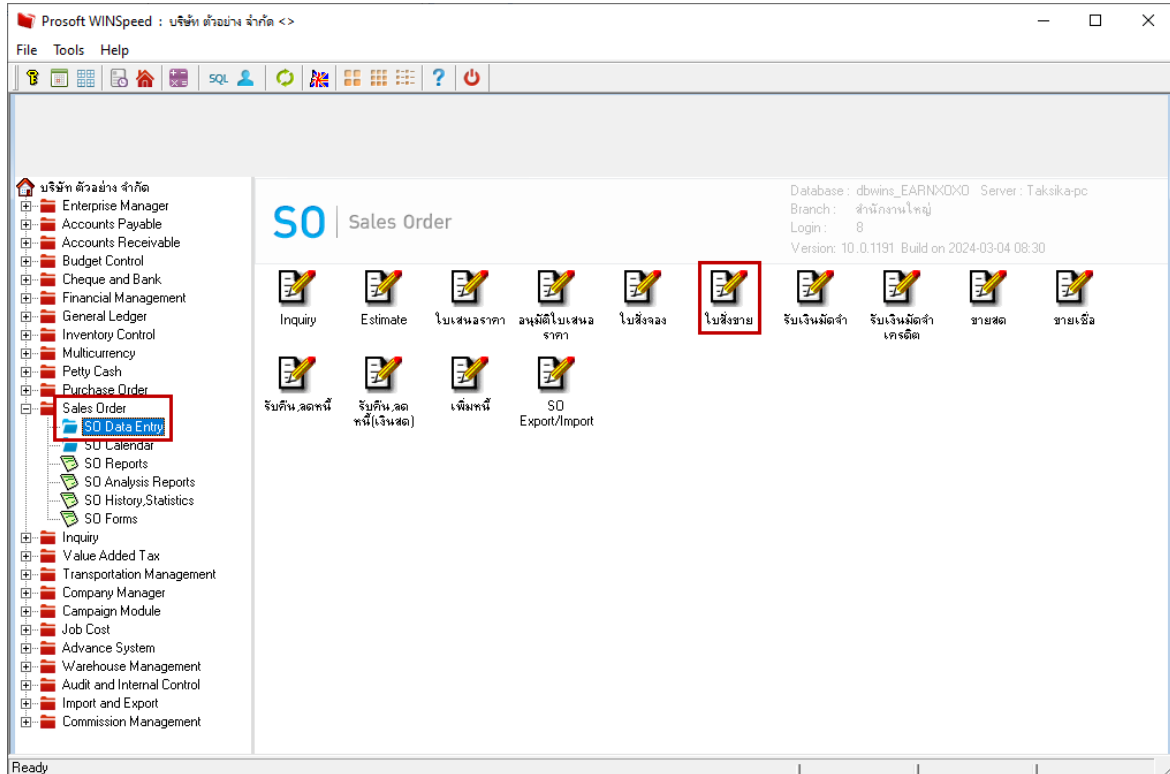 Prosoft WINSpeed : บริษัท ตัวอย่าง จำกัด <>
File Tools Help
SQL
บริษัท ตัวอย่าง จำกัด
Enterprise Manager
Accounts Payable
Accounts Receivable
Budget Control
Cheque and Bank
Financial Management
General Ledger
Inventory Control
Multicurrency
Petty Cash
Purchase Order
Sales Order
SO Data Entry
SO Calendar
SO Reports
SO Analysis Reports
SO History,Statistics
SO Forms
Inquiry
Value Added Tax
Transportation Management
Company Manager
Campaign Module
Job Cost
Advance System
Warehouse Management
Audit and Internal Control
Import and Export
Commission Management
SO Sales Order
Database : dbwins_EARNXOXO Server : Taksika-pc
Branch : สำนักงานใหญ่
Login : 8
Version: 10.0.1191 Build on 2024-03-04 08:30
Inquiry
Estimate
ใบเสนอราคา
อนุมัติใบเสนอ
ราคา
ใบสั่งจอง
ใบสั่งขาย
รับเงินมัดจำ
รับเงินมัดจำ
เครดิต
ขายสด
ขายเชื่อ
รับคืน,ลดหนี้
รับคืน,ลด
หนี้(เงินสด)
เพิ่มหนี้
SO
Export/Import
Ready